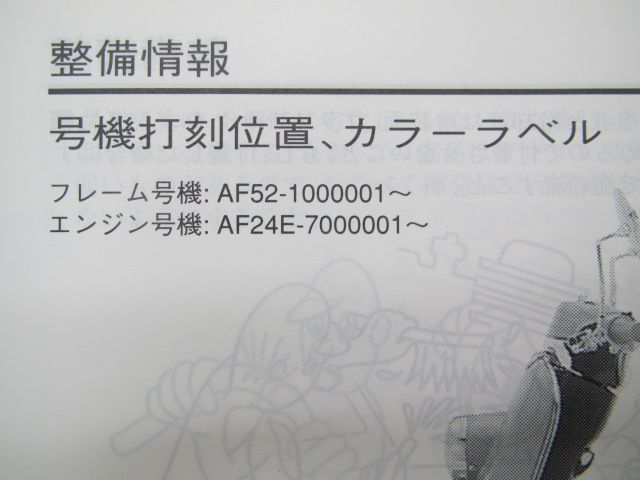 整備情報
号機打刻位置、カラーラベル
フレーム号機: AF52-1000001～
エンジン号機: AF24E-7000001～